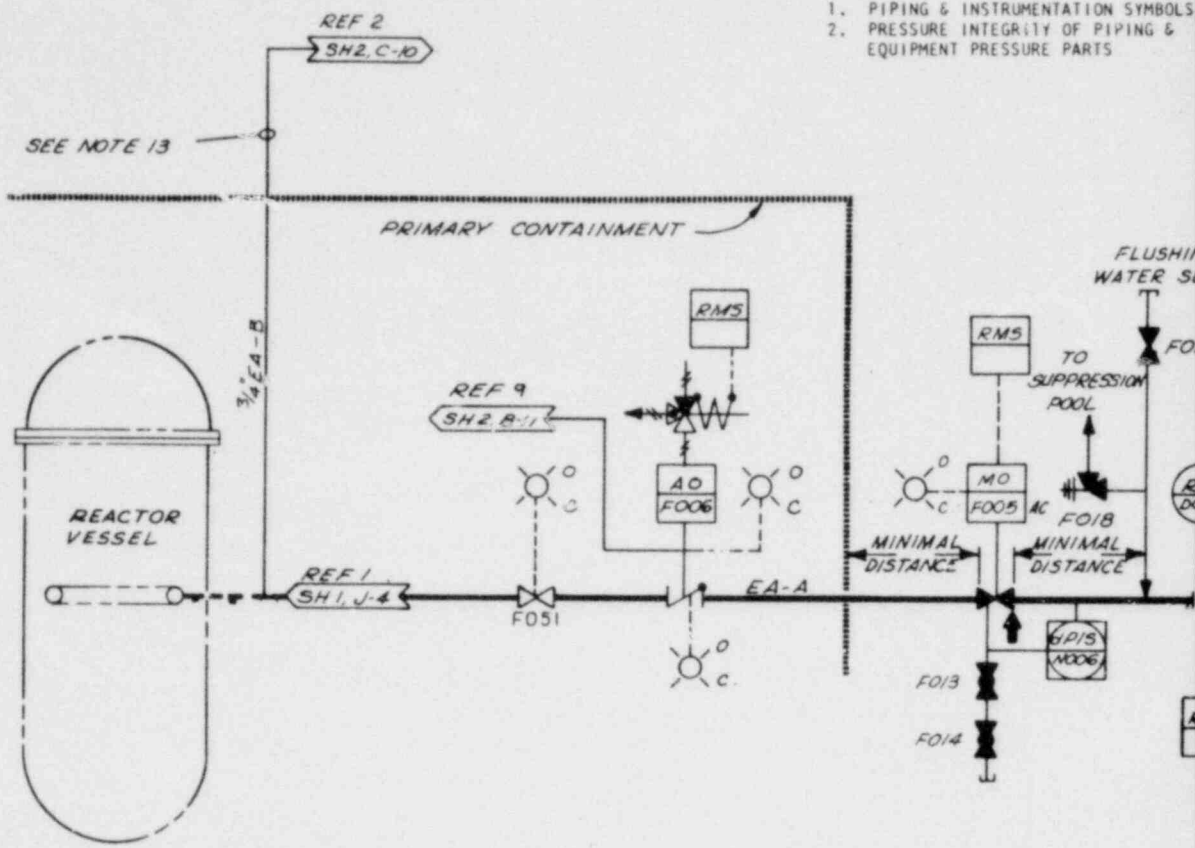 1. PIPING & INSTRUMENTATION SYMBOLS
2. PRESSURE INTEGRITY OF PIPING &
EQUIPMENT PRESSURE PARTS
REF 2
SH2, C-10
SEE NOTE 13
PRIMARY CONTAINMENT
3/4" EA-B
RMS
RMS
TO
SUPPRESSION
POOL
WATER
REF 9
SH2, B-11
AO
F006
O
C
O
C
O
C
MO
F005
AC
F018
REACTOR
VESSEL
MINIMAL
DISTANCE
MINIMAL
DISTANCE
REF 1
SH1, J-4
F051
EA-A
O
C.
dPIS
N006
F013
F014